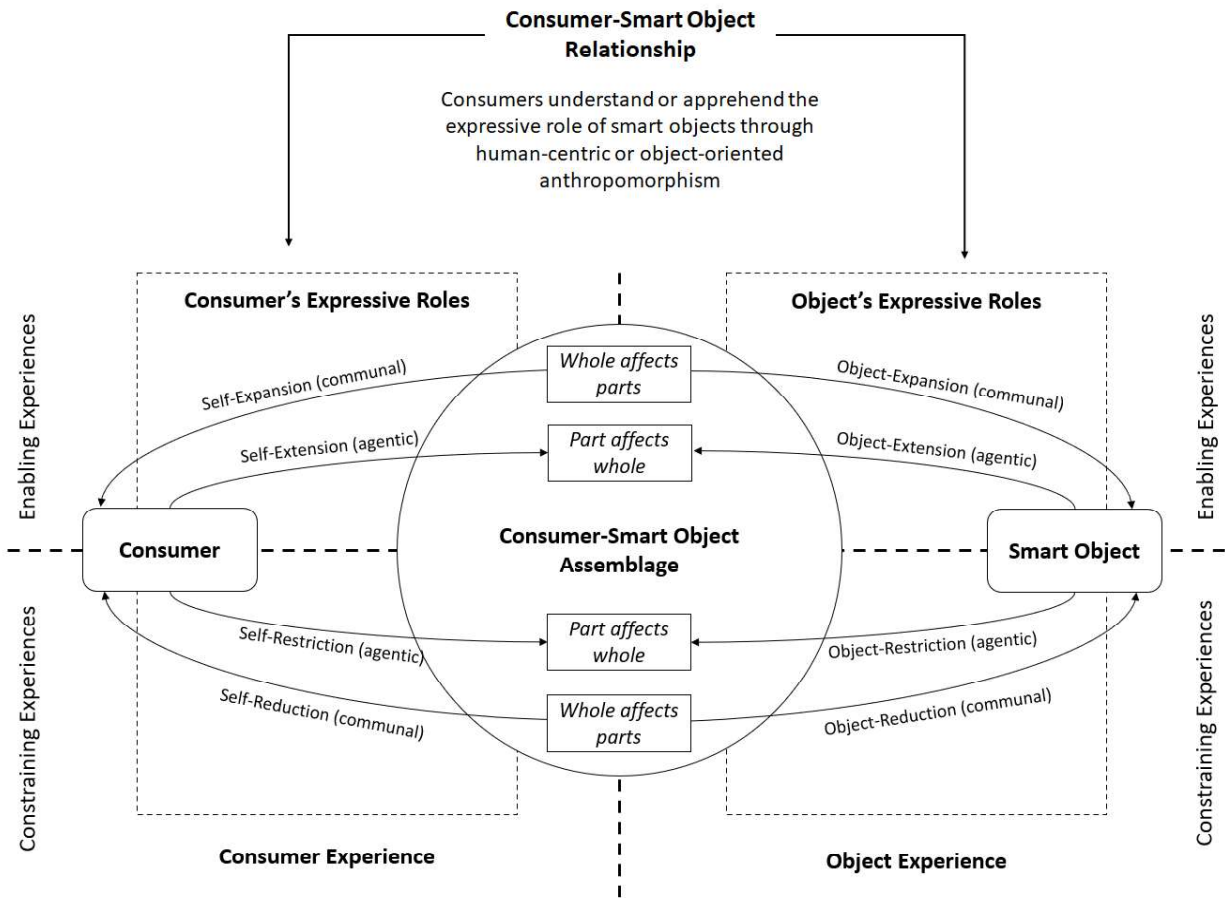 Consumer-Smart Object
Relationship
Consumers understand or apprehend the
expressive role of smart objects through
human-centric or object-oriented
anthropomorphism
Consumer's Expressive Roles
Object's Expressive Roles
Enabling Experiences
Self-Expansion (communal)
Whole affects
parts
Object-Expansion (communal)
Enabling Experiences
Self-Extension (agentic)
Part affects
whole
Object-Extension (agentic)
Consumer
Consumer-Smart Object
Assemblage
Smart Object
Constraining Experiences
Self-Restriction (agentic)
Part affects
whole
Object-Restriction (agentic)
Constraining Experiences
Self-Reduction (communal)
Whole affects
parts
Object-Reduction (communal)
Consumer Experience
Object Experience